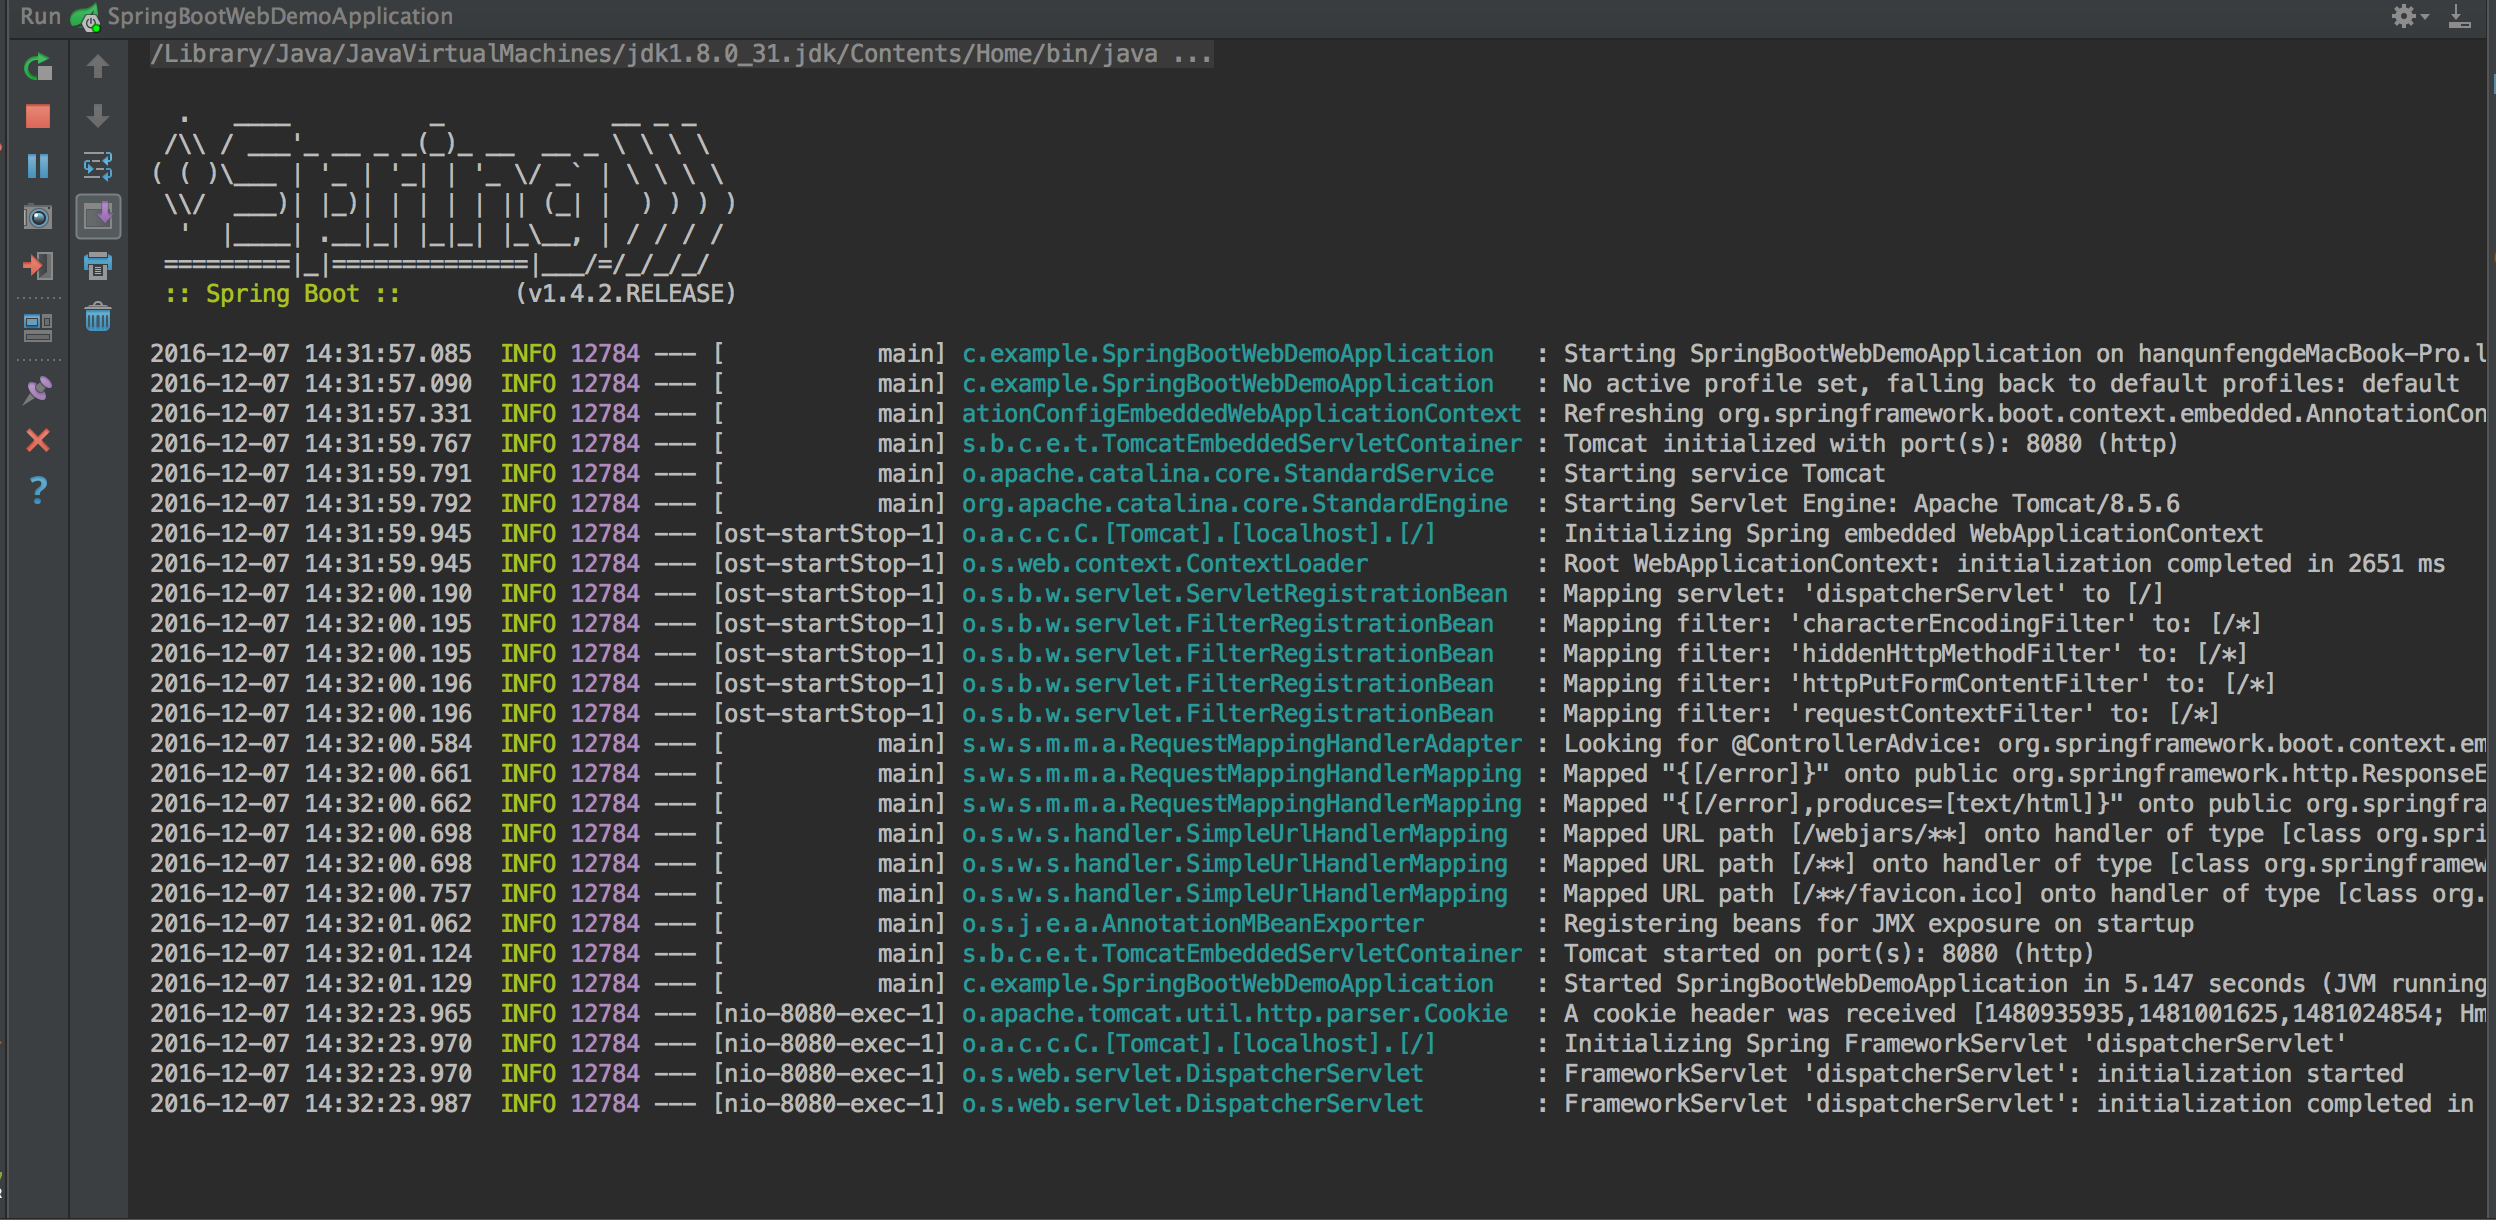 Run SpringBootWebDemoApplication
/Library/Java/JavaVirtualMachines/jdk1.8.0_31.jdk/Contents/Home/bin/java ...
  .   ____          _            __ _ _
 /\\ / ___'_ __ _ _(_)_ __  __ _ \ \ \ \
( ( )\___ | '_ | '_| | '_ \/ _` | \ \ \ \
 \\/  ___)| |_)| | | | | || (_| |  ) ) ) )
  '  |____| .__|_| |_|_| |_\__, | / / / /
 =========|_|==============|___/=/_/_/_/
 :: Spring Boot ::        (v1.4.2.RELEASE)
2016-12-07 14:31:57.085  INFO 12784 --- [           main] c.example.SpringBootWebDemoApplication   : Starting SpringBootWebDemoApplication on hanqunfengdeMacBook-Pro.l
2016-12-07 14:31:57.090  INFO 12784 --- [           main] c.example.SpringBootWebDemoApplication   : No active profile set, falling back to default profiles: default
2016-12-07 14:31:57.331  INFO 12784 --- [           main] ationConfigEmbeddedWebApplicationContext : Refreshing org.springframework.boot.context.embedded.AnnotationCon
2016-12-07 14:31:59.767  INFO 12784 --- [           main] s.b.c.e.t.TomcatEmbeddedServletContainer : Tomcat initialized with port(s): 8080 (http)
2016-12-07 14:31:59.791  INFO 12784 --- [           main] o.apache.catalina.core.StandardService   : Starting service Tomcat
2016-12-07 14:31:59.792  INFO 12784 --- [           main] org.apache.catalina.core.StandardEngine  : Starting Servlet Engine: Apache Tomcat/8.5.6
2016-12-07 14:31:59.945  INFO 12784 --- [ost-startStop-1] o.a.c.c.C.[Tomcat].[localhost].[/]       : Initializing Spring embedded WebApplicationContext
2016-12-07 14:31:59.945  INFO 12784 --- [ost-startStop-1] o.s.web.context.ContextLoader            : Root WebApplicationContext: initialization completed in 2651 ms
2016-12-07 14:32:00.190  INFO 12784 --- [ost-startStop-1] o.s.b.w.servlet.ServletRegistrationBean  : Mapping servlet: 'dispatcherServlet' to [/]
2016-12-07 14:32:00.195  INFO 12784 --- [ost-startStop-1] o.s.b.w.servlet.FilterRegistrationBean   : Mapping filter: 'characterEncodingFilter' to: [/*]
2016-12-07 14:32:00.195  INFO 12784 --- [ost-startStop-1] o.s.b.w.servlet.FilterRegistrationBean   : Mapping filter: 'hiddenHttpMethodFilter' to: [/*]
2016-12-07 14:32:00.196  INFO 12784 --- [ost-startStop-1] o.s.b.w.servlet.FilterRegistrationBean   : Mapping filter: 'httpPutFormContentFilter' to: [/*]
2016-12-07 14:32:00.196  INFO 12784 --- [ost-startStop-1] o.s.b.w.servlet.FilterRegistrationBean   : Mapping filter: 'requestContextFilter' to: [/*]
2016-12-07 14:32:00.584  INFO 12784 --- [           main] s.w.s.m.m.a.RequestMappingHandlerAdapter : Looking for @ControllerAdvice: org.springframework.boot.context.em
2016-12-07 14:32:00.661  INFO 12784 --- [           main] s.w.s.m.m.a.RequestMappingHandlerMapping : Mapped "{[/error]}" onto public org.springframework.http.ResponseE
2016-12-07 14:32:00.662  INFO 12784 --- [           main] s.w.s.m.m.a.RequestMappingHandlerMapping : Mapped "{[/error],produces=[text/html]}" onto public org.springfra
2016-12-07 14:32:00.698  INFO 12784 --- [           main] o.s.w.s.handler.SimpleUrlHandlerMapping  : Mapped URL path [/webjars/**] onto handler of type [class org.spri
2016-12-07 14:32:00.698  INFO 12784 --- [           main] o.s.w.s.handler.SimpleUrlHandlerMapping  : Mapped URL path [/**] onto handler of type [class org.springframew
2016-12-07 14:32:00.757  INFO 12784 --- [           main] o.s.w.s.handler.SimpleUrlHandlerMapping  : Mapped URL path [/**/favicon.ico] onto handler of type [class org.
2016-12-07 14:32:01.062  INFO 12784 --- [           main] o.s.j.e.a.AnnotationMBeanExporter        : Registering beans for JMX exposure on startup
2016-12-07 14:32:01.124  INFO 12784 --- [           main] s.b.c.e.t.TomcatEmbeddedServletContainer : Tomcat started on port(s): 8080 (http)
2016-12-07 14:32:01.129  INFO 12784 --- [           main] c.example.SpringBootWebDemoApplication   : Started SpringBootWebDemoApplication in 5.147 seconds (JVM running
2016-12-07 14:32:23.965  INFO 12784 --- [nio-8080-exec-1] o.apache.tomcat.util.http.parser.Cookie  : A cookie header was received [1480935935,1481001625,1481024854; Hm
2016-12-07 14:32:23.970  INFO 12784 --- [nio-8080-exec-1] o.a.c.c.C.[Tomcat].[localhost].[/]       : Initializing Spring FrameworkServlet 'dispatcherServlet'
2016-12-07 14:32:23.970  INFO 12784 --- [nio-8080-exec-1] o.s.web.servlet.DispatcherServlet        : FrameworkServlet 'dispatcherServlet': initialization started
2016-12-07 14:32:23.987  INFO 12784 --- [nio-8080-exec-1] o.s.web.servlet.DispatcherServlet        : FrameworkServlet 'dispatcherServlet': initialization completed in